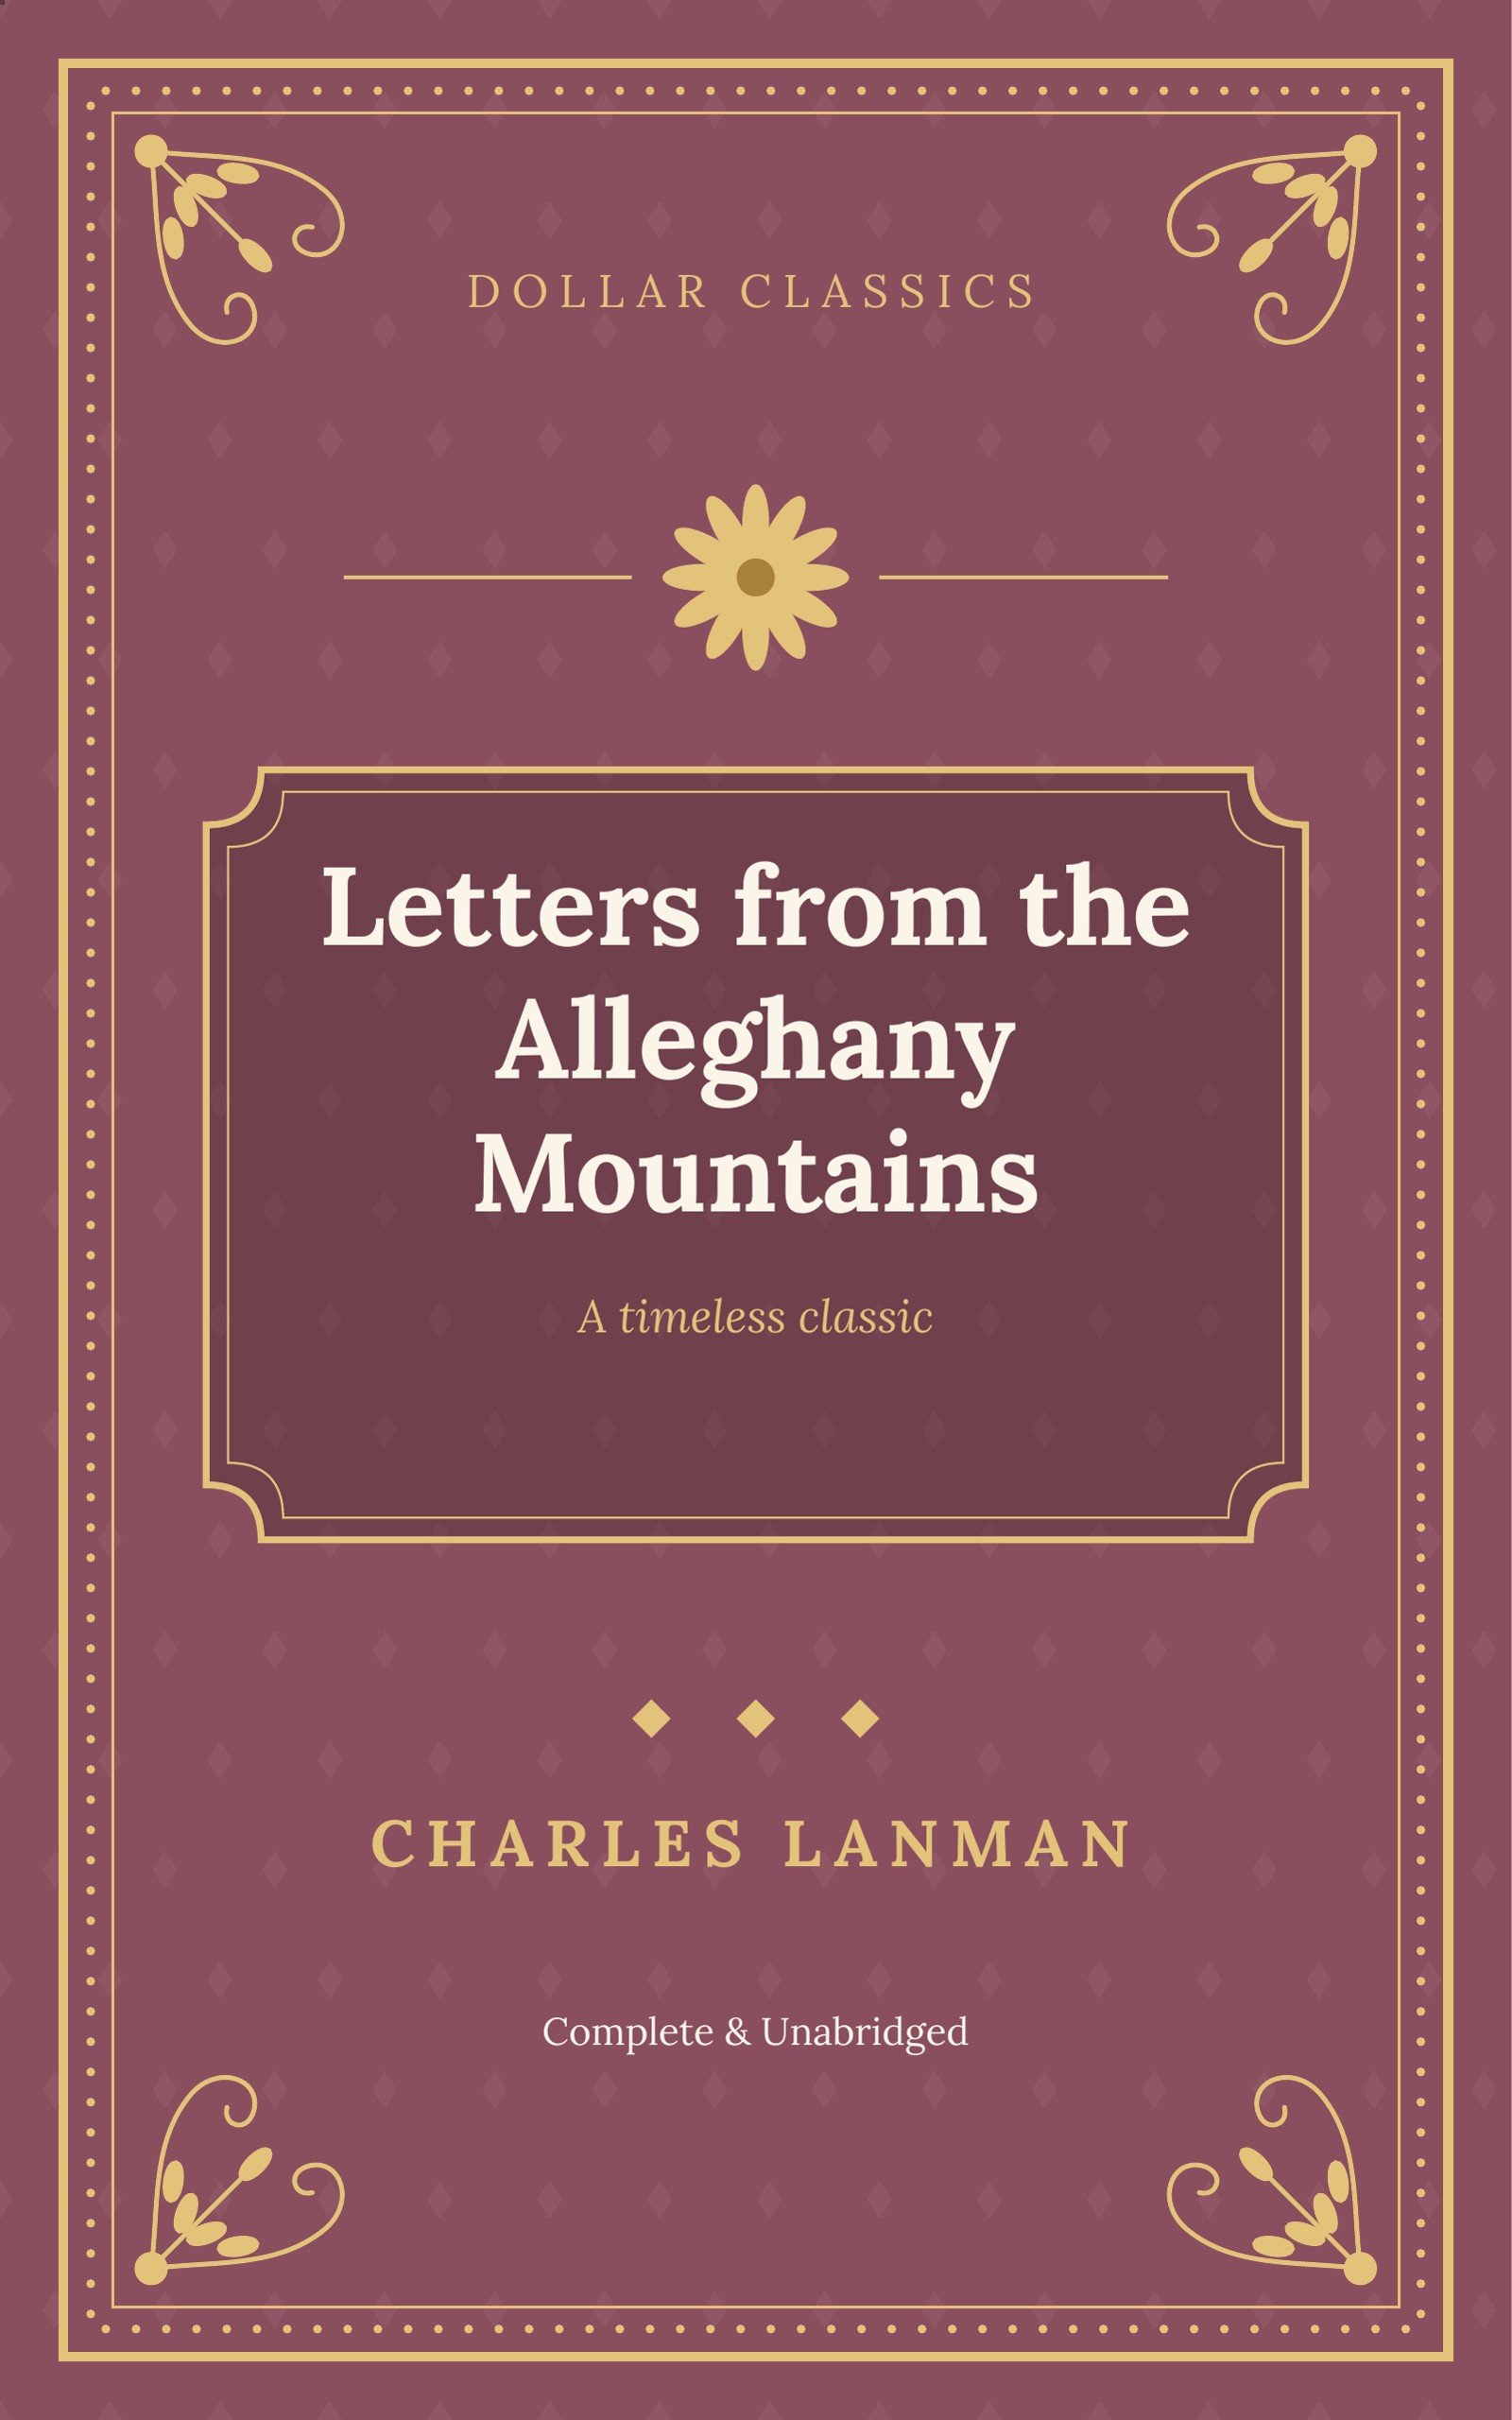 DOLLAR CLASSICS
Letters from the
Alleghany
Mountains
A timeless classic
CHARLES LANMAN
Complete & Unabridged